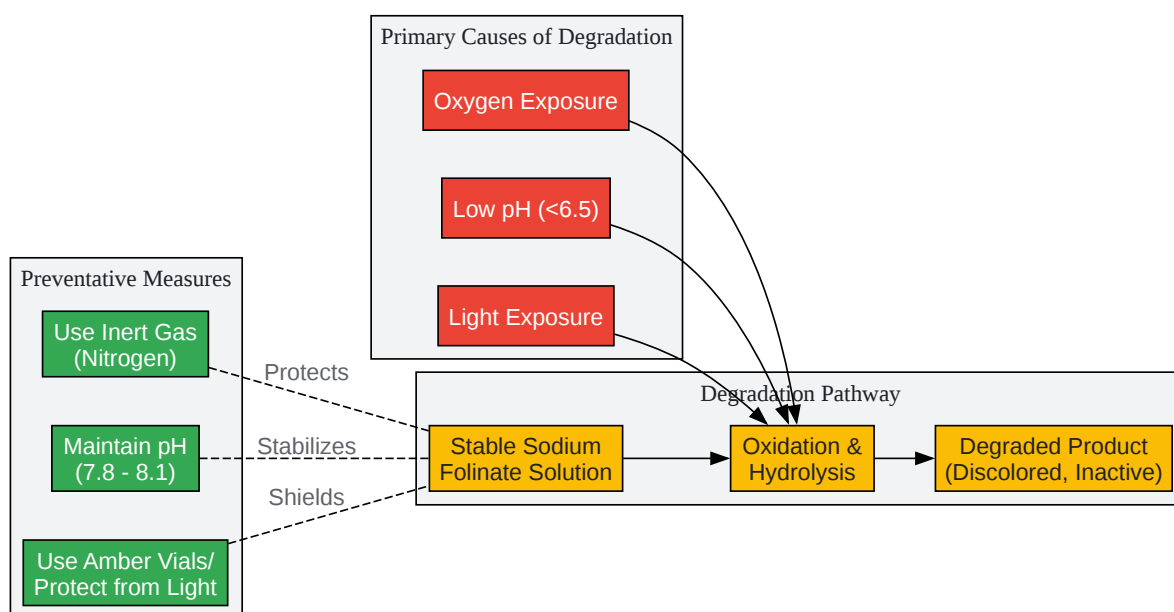 Primary Causes of Degradation
Oxygen Exposure
Low pH (<6.5)
Light Exposure
Preventative Measures
Use Inert Gas
(Nitrogen)
Maintain pH
(7.8 - 8.1)
Use Amber Vials/
Protect from Light
Protects
Stabilizes
Shields
Degradation Pathway
Stable Sodium
Folinate Solution
Oxidation &
Hydrolysis
Degraded Product
(Discolored, Inactive)